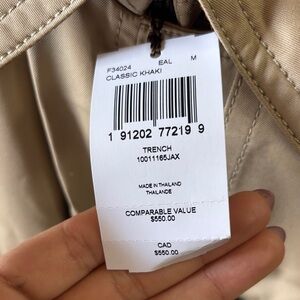 F34024 EAL M
CLASSIC KHAKI
1 91202 77219 9
TRENCH
10011165JAX
MADE IN THAILAND
THAILANDE
COMPARABLE VALUE
$550.00
CAD
$550.00